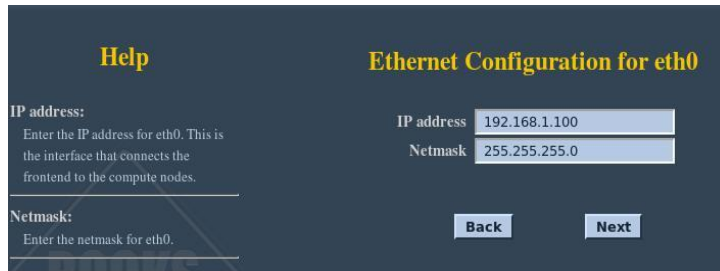 Help
IP address:
Enter the IP address for eth0. This is
the interface that connects the
frontend to the compute nodes.
Netmask:
Enter the netmask for eth0.
Ethernet Configuration for eth0
IP address 192.168.1.100
Netmask 255.255.255.0
Back Next
ROCKS